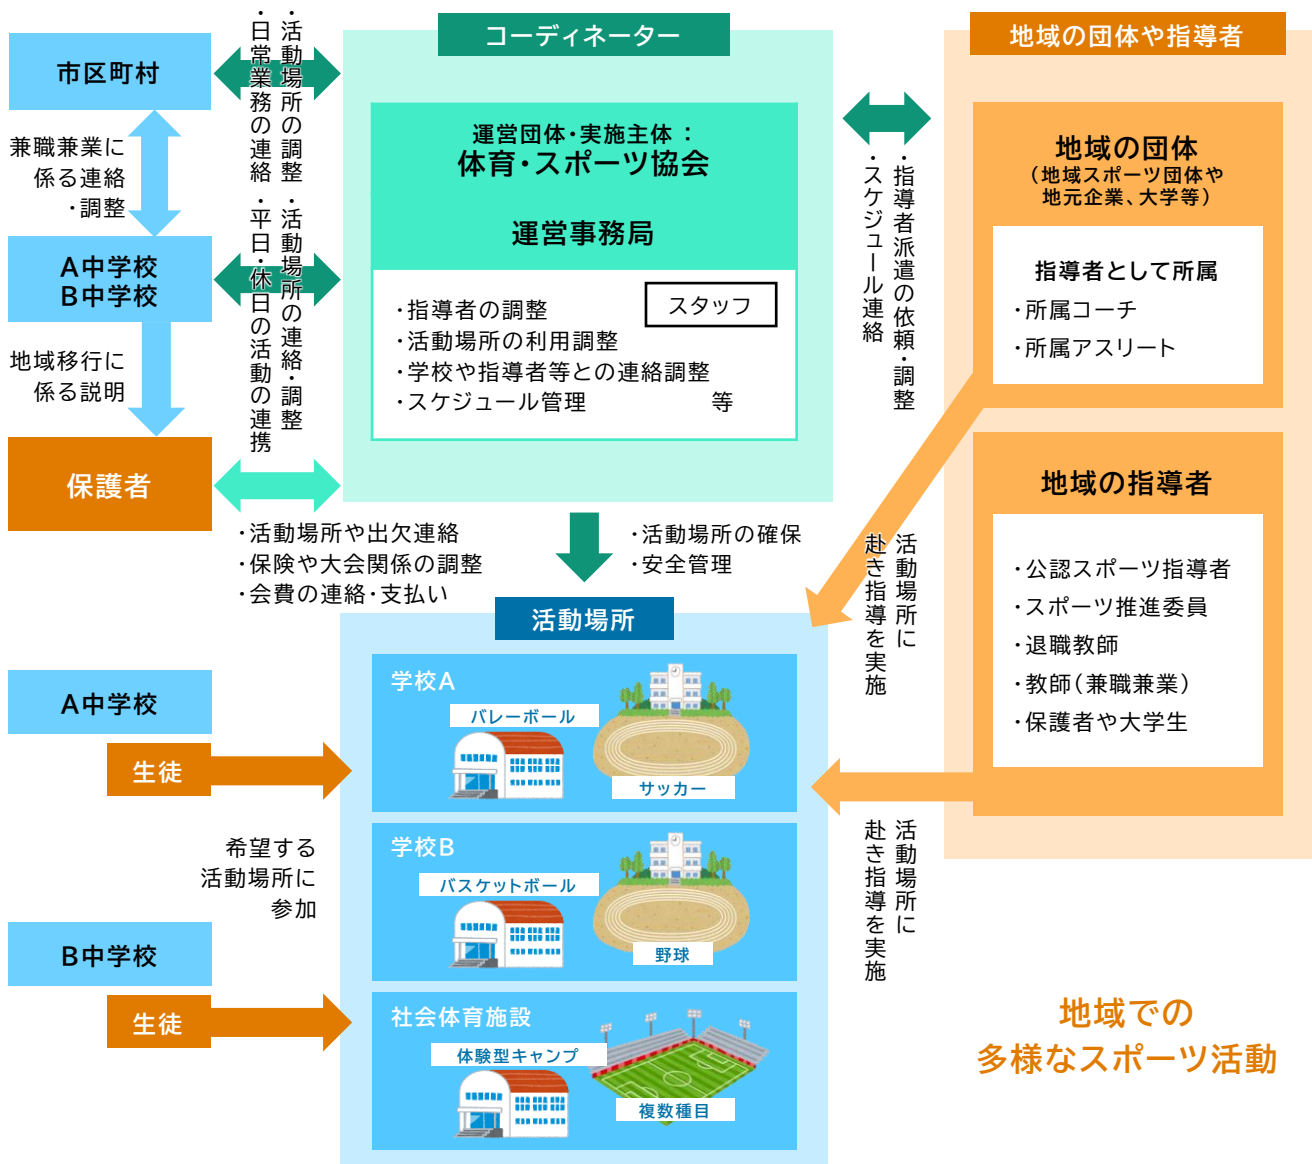 市区町村
兼職兼業に
係る連絡
・調整
A中学校
B中学校
地域移行に
係る説明
保護者
・活動場所の調整
・日常業務の連絡
・活動場所の連絡・調整
・平日・休日の活動の連携
・活動場所や出欠連絡
・保険や大会関係の調整
・会費の連絡・支払い
コーディネーター
運営団体・実施主体：
体育・スポーツ協会
運営事務局
スタッフ
・指導者の調整
・活動場所の利用調整
・学校や指導者等との連絡調整
・スケジュール管理 等
・指導者派遣の依頼・調整
・スケジュール連絡
地域の団体や指導者
地域の団体
（地域スポーツ団体や
地元企業、大学等）
指導者として所属
・所属コーチ
・所属アスリート
地域の指導者
・公認スポーツ指導者
・スポーツ推進委員
・退職教師
・教師（兼職兼業）
・保護者や大学生
活動場所に
赴き指導を実施
活動場所に
赴き指導を実施
・活動場所の確保
・安全管理
活動場所
学校A
バレーボール
サッカー
学校B
バスケットボール
野球
社会体育施設
体験型キャンプ
複数種目
A中学校
生徒
希望する
活動場所に
参加
B中学校
生徒
地域での
多様なスポーツ活動